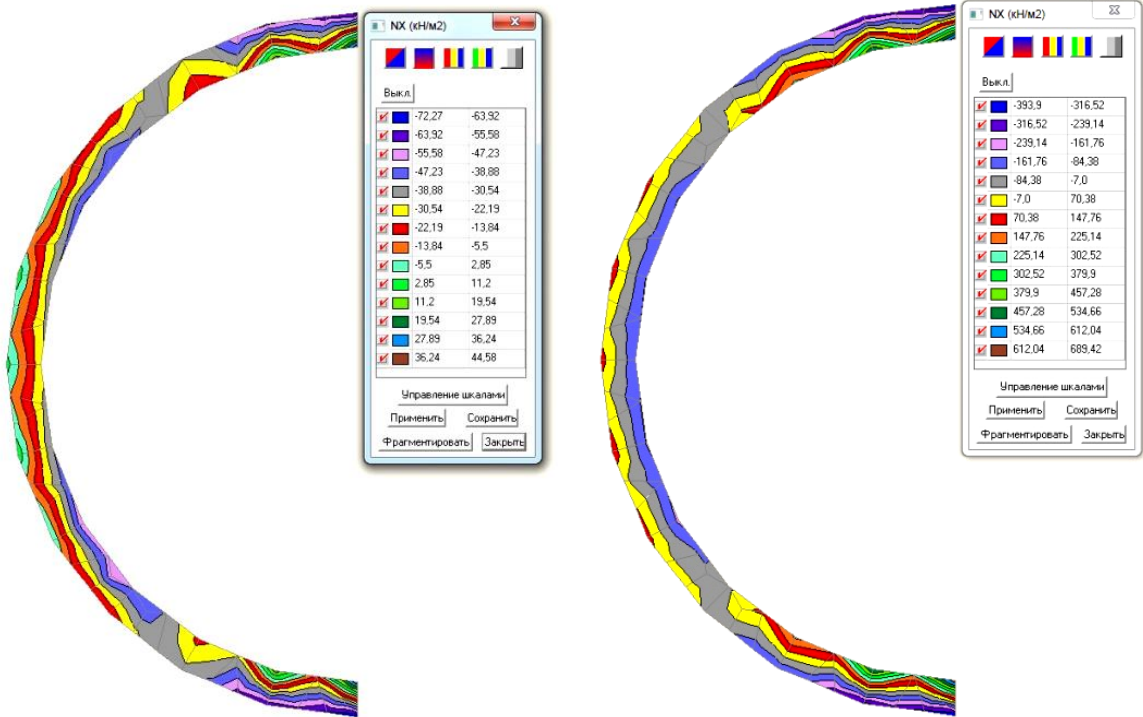 NX (кН/м2)
Выкл.
-72,27 -63,92
-63,92 -55,58
-55,58 -47,23
-47,23 -38,88
-38,88 -30,54
-30,54 -22,19
-22,19 -13,84
-13,84 -5,5
-5,5 2,85
2,85 11,2
11,2 19,54
19,54 27,89
27,89 36,24
36,24 44,58
Управление шкалами
Применить Сохранить
Фрагментировать Закрыть
NX (кН/м2)
Выкл.
-393,9 -316,52
-316,52 -239,14
-239,14 -161,76
-161,76 -84,38
-84,38 -7,0
-7,0 70,38
70,38 147,76
147,76 225,14
225,14 302,52
302,52 379,9
379,9 457,28
457,28 534,66
534,66 612,04
612,04 689,42
Управление шкалами
Применить Сохранить
Фрагментировать Закрыть